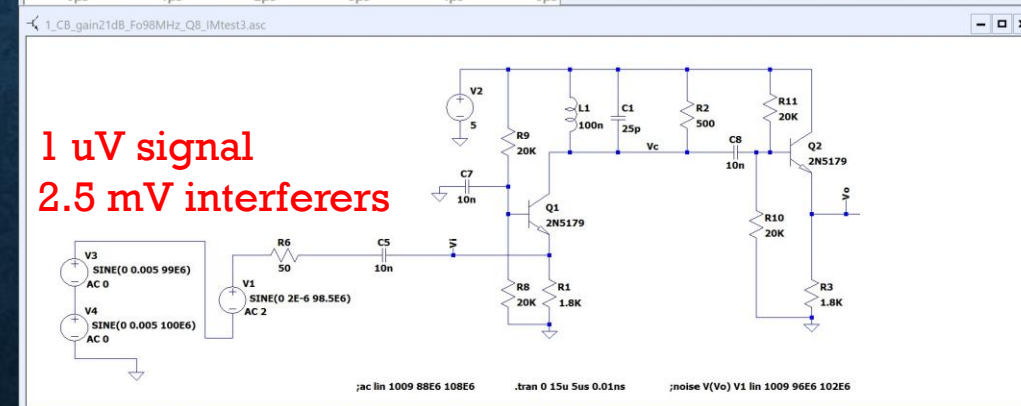 1_CB_gain21dB_Fo98MHz_Q8_IMtest3.asc
1 uV signal
2.5 mV interferers
V2
5
R9
20K
L1
100n
C1
25p
R2
500
Vc
C8
10n
R11
20K
Q2
2N5179
C7
10n
Q1
2N5179
Vo
R10
20K
R6
50
C5
10n
Vi
V3
SINE(0 0.005 99E6)
AC 0
V1
SINE(0 2E-6 98.5E6)
AC 2
V4
SINE(0 0.005 100E6)
AC 0
R8
20K
R1
1.8K
R3
1.8K
;ac lin 1009 88E6 108E6
.tran 0 15u 5us 0.01ns
;noise V(Vo) V1 lin 1009 96E6 102E6